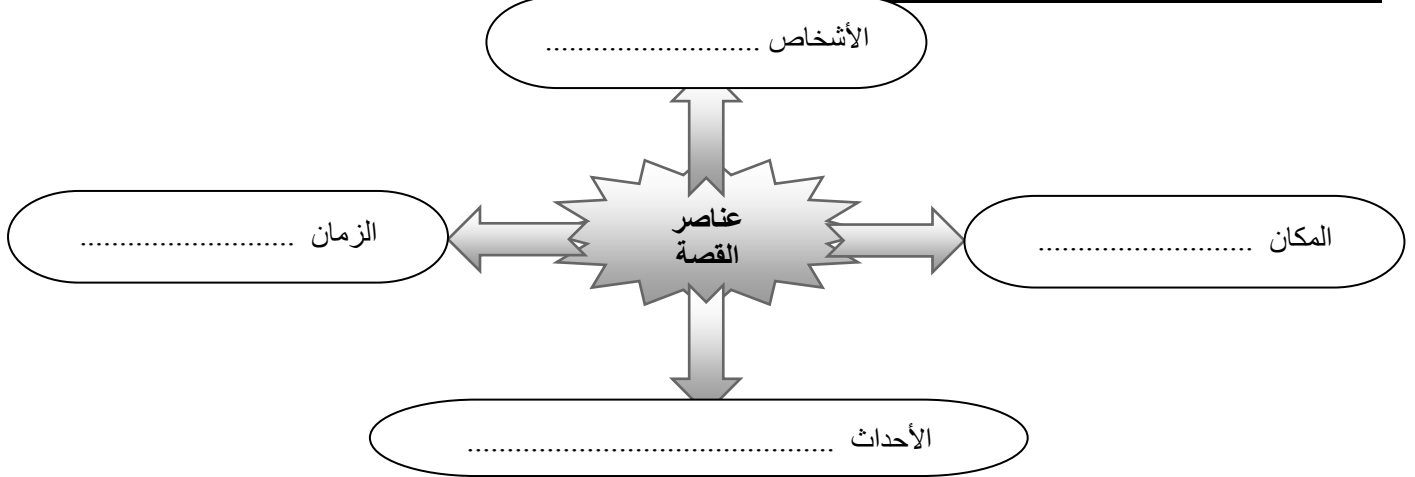 الأشخاص ...........................
عناصر
القصة
المكان ...........................
الزمان ...........................
الأحداث ..............................................